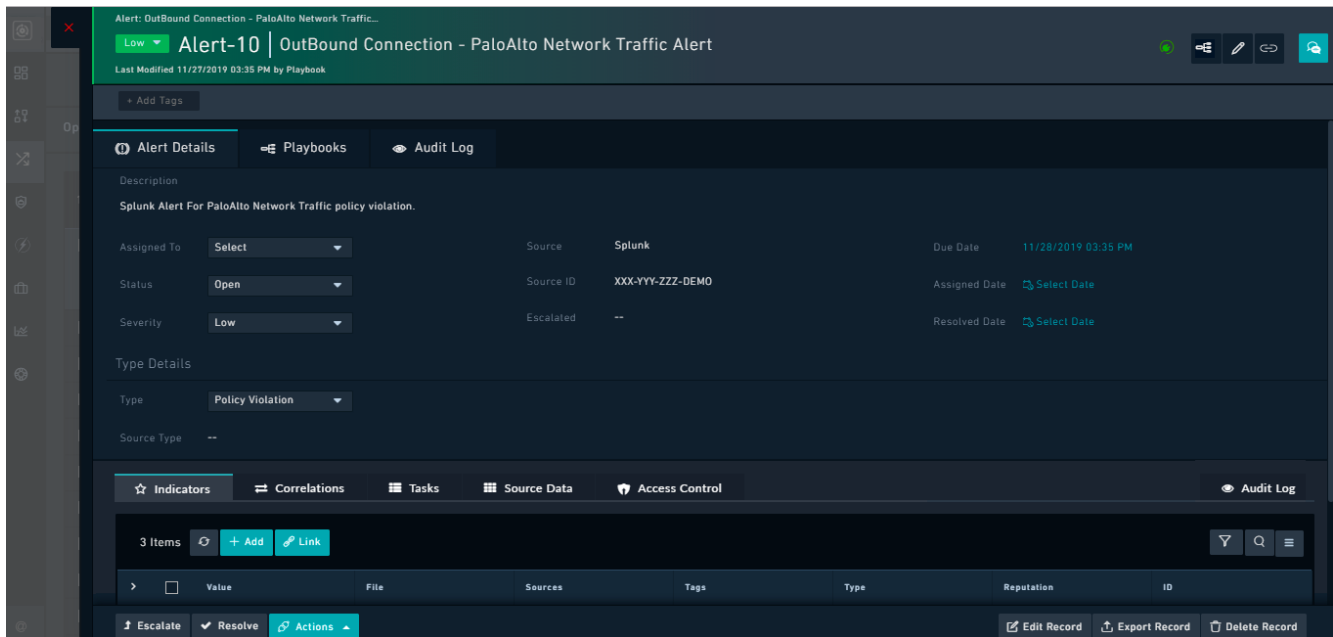 Alert: OutBound Connection - PaloAlto Network Traffic...
Low Alert-10 | OutBound Connection - PaloAlto Network Traffic Alert
Last Modified 11/27/2019 03:35 PM by Playbook
+ Add Tags
Op
Alert Details Playbooks Audit Log
Description
Splunk Alert For PaloAlto Network Traffic policy violation.
Assigned To Select Source Splunk Due Date 11/28/2019 03:35 PM
Status Open Source ID XXX-YYY-ZZZ-DEMO Assigned Date Select Date
Severity Low Escalated -- Resolved Date Select Date
Type Details
Type Policy Violation
Source Type --
Indicators Correlations Tasks Source Data Access Control Audit Log
3 Items + Add Link
Value File Sources Tags Type Reputation ID
Escalate Resolve Actions Edit Record Export Record Delete Record